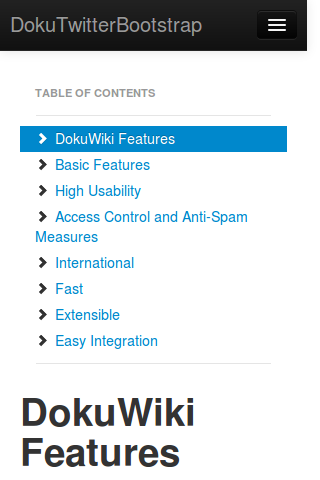 DokuTwitterBootstrap
TABLE OF CONTENTS
DokuWiki Features
Basic Features
High Usability
Access Control and Anti-Spam
Measures
International
Fast
Extensible
Easy Integration
DokuWiki
Features